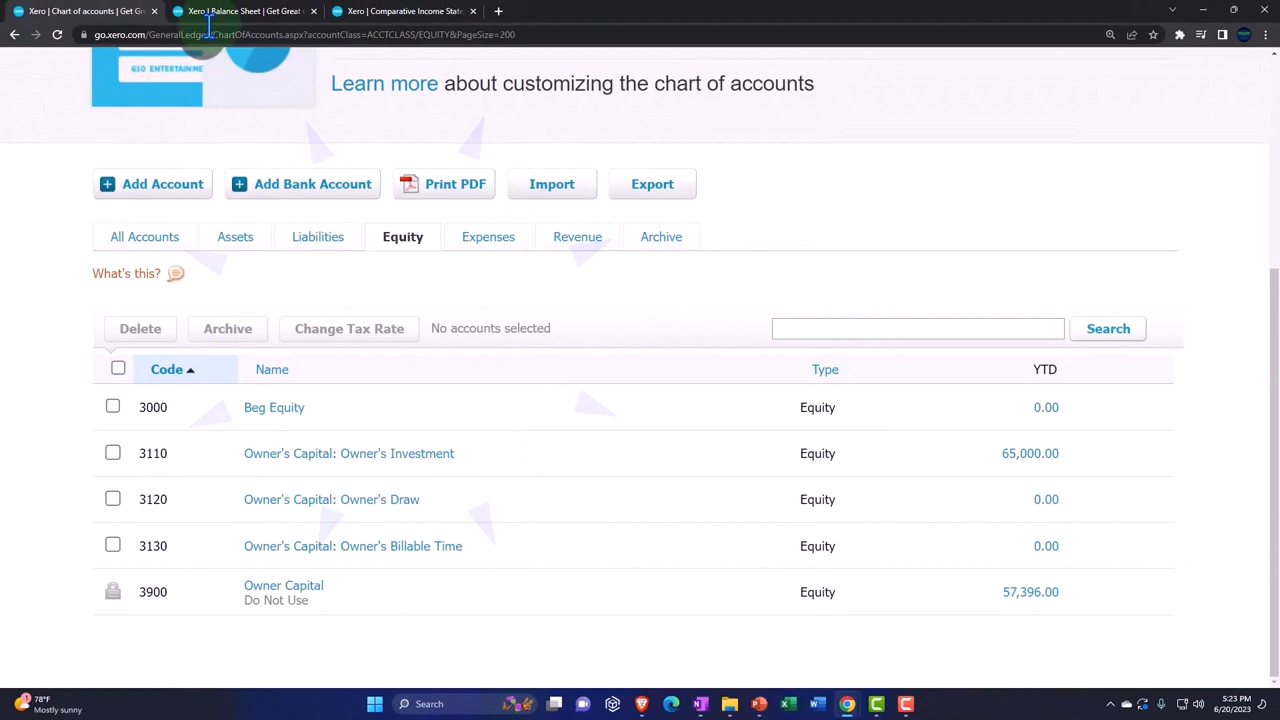 Xero | Chart of accounts | Get Gre
Xero | Balance Sheet | Get Great
Xero | Comparative Income State
go.xero.com/GeneralLedger/ChartOfAccounts.aspx?accountClass=ACCTCLASS/EQUITY&PageSize=200
GEO ENTERTAINME
Learn more about customizing the chart of accounts
Add Account
Add Bank Account
Print PDF
Import
Export
All Accounts
Assets
Liabilities
Equity
Expenses
Revenue
Archive
What's this?
Delete
Archive
Change Tax Rate
No accounts selected
Search
Code Name Type YTD
3000 Beg Equity Equity 0.00
3110 Owner's Capital: Owner's Investment Equity 65,000.00
3120 Owner's Capital: Owner's Draw Equity 0.00
3130 Owner's Capital: Owner's Billable Time Equity 0.00
3900 Owner Capital Equity 57,396.00
Do Not Use
1
78°F
Mostly sunny
Search
5:23 PM
6/20/2023